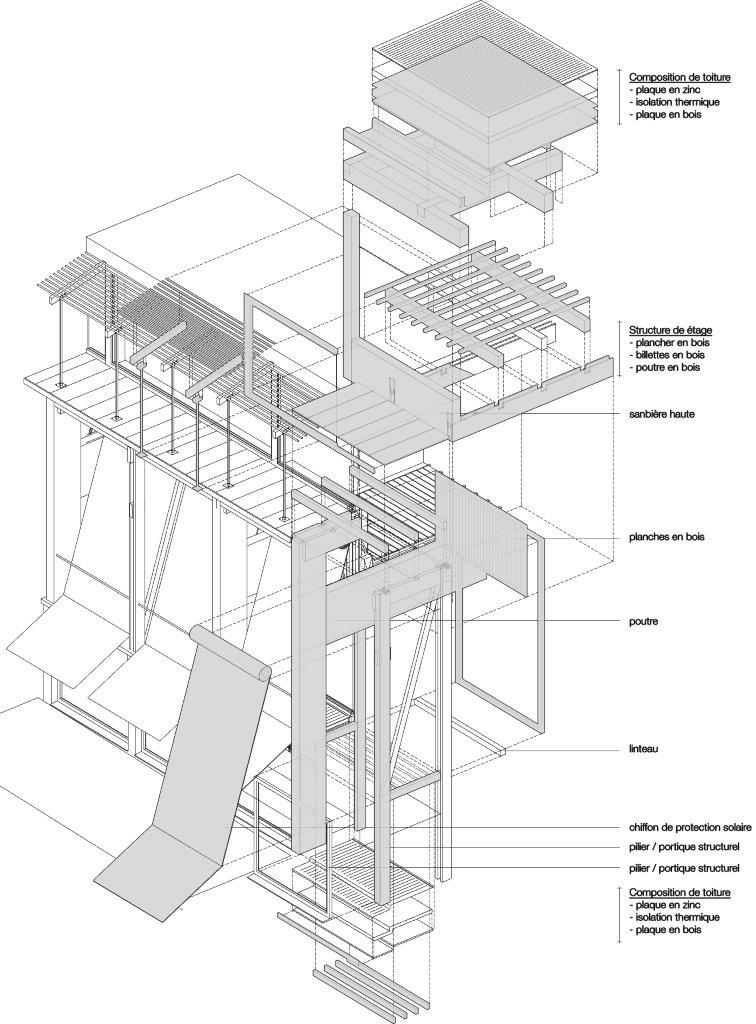 Composition de toiture
- plaque en zinc
- isolation thermique
- plaque en bois
Structure de étage
- plancher en bois
- billettes en bois
- poutre en bois
sanbière haute
planches en bois
poutre
linteau
chiffon de protection solaire
pilier / portique structurel
pilier / portique structurel
Composition de toiture
- plaque en zinc
- isolation thermique
- plaque en bois